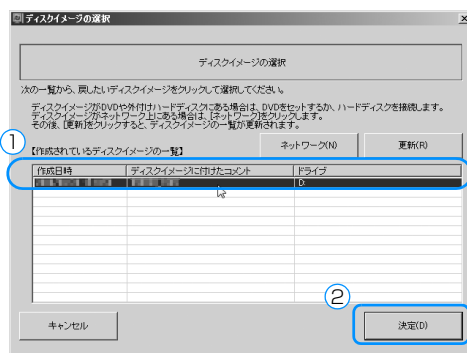 ディスクイメージの選択
ディスクイメージの選択
次の一覧から、戻したいディスクイメージをクリックして選択してください。
ディスクイメージがDVDや外付けハードディスクにある場合は、DVDをセットするか、ハードディスクを接続します。
ディスクイメージがネットワーク上にある場合は、[ネットワーク]をクリックします。
その後、[更新]をクリックすると、ディスクイメージの一覧が更新されます。
①
【作成されているディスクイメージの一覧】
ネットワーク(N)
更新(R)
作成日時
ディスクイメージに付けたコメント
ドライブ
D:
②
キャンセル
決定(D)